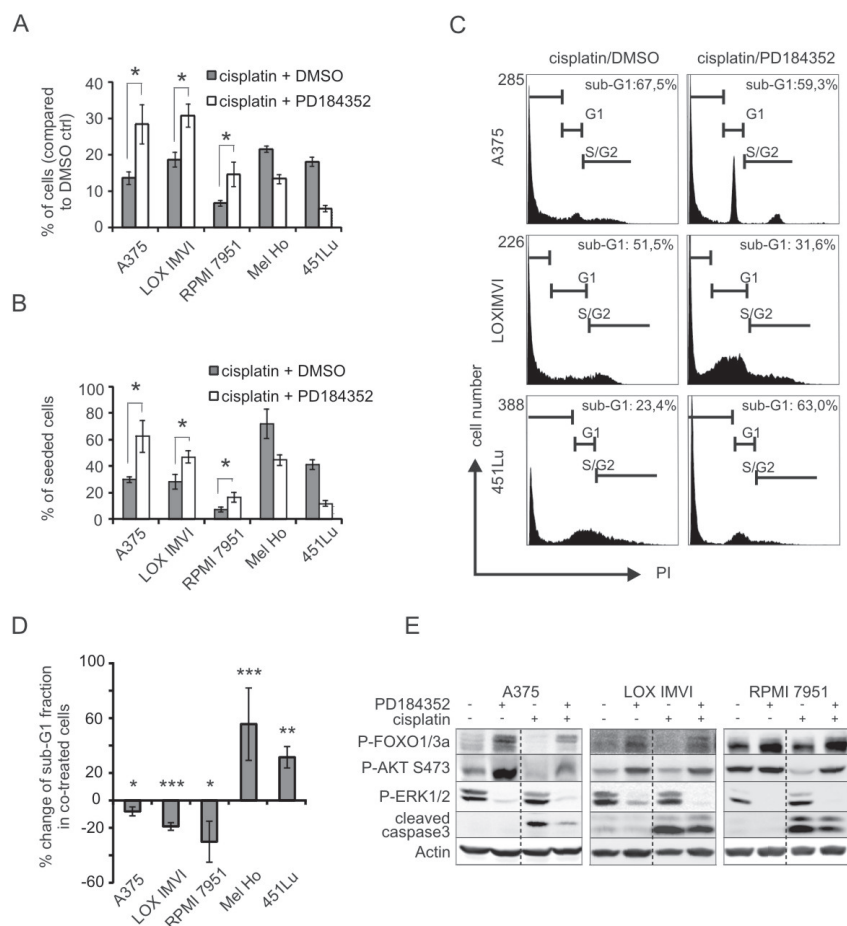 A
cisplatin + DMSO
cisplatin + PD184352
% of cells (compared
to DMSO ctrl)
40
30
20
10
0
* * *
A375
LOX IMVI
RPMI 7951
Mel Ho
451Lu
B
cisplatin + DMSO
cisplatin + PD184352
% of seeded cells
100
80
60
40
20
0
* * *
A375
LOX IMVI
RPMI 7951
Mel Ho
451Lu
C
cisplatin/DMSO cisplatin/PD184352
A375
285
sub-G1:67,5%
G1
S/G2
sub-G1:59,3%
G1
S/G2
LOXIMVI
226
sub-G1: 51,5%
G1
S/G2
sub-G1: 31,6%
G1
S/G2
451Lu
388
sub-G1: 23,4%
G1
S/G2
sub-G1: 63,0%
G1
S/G2
cell number
PI
D
% change of sub-G1 fraction
in co-treated cells
100
60
20
0
-20
-60
* *** * *** **
A375
LOX IMVI
RPMI 7951
Mel Ho
451Lu
E
A375 LOX IMVI RPMI 7951
PD184352 - + - + - + - + - + - +
cisplatin - - + + - - + + - - + +
P-FOXO1/3a
P-AKT S473
P-ERK1/2
cleaved
caspase3
Actin